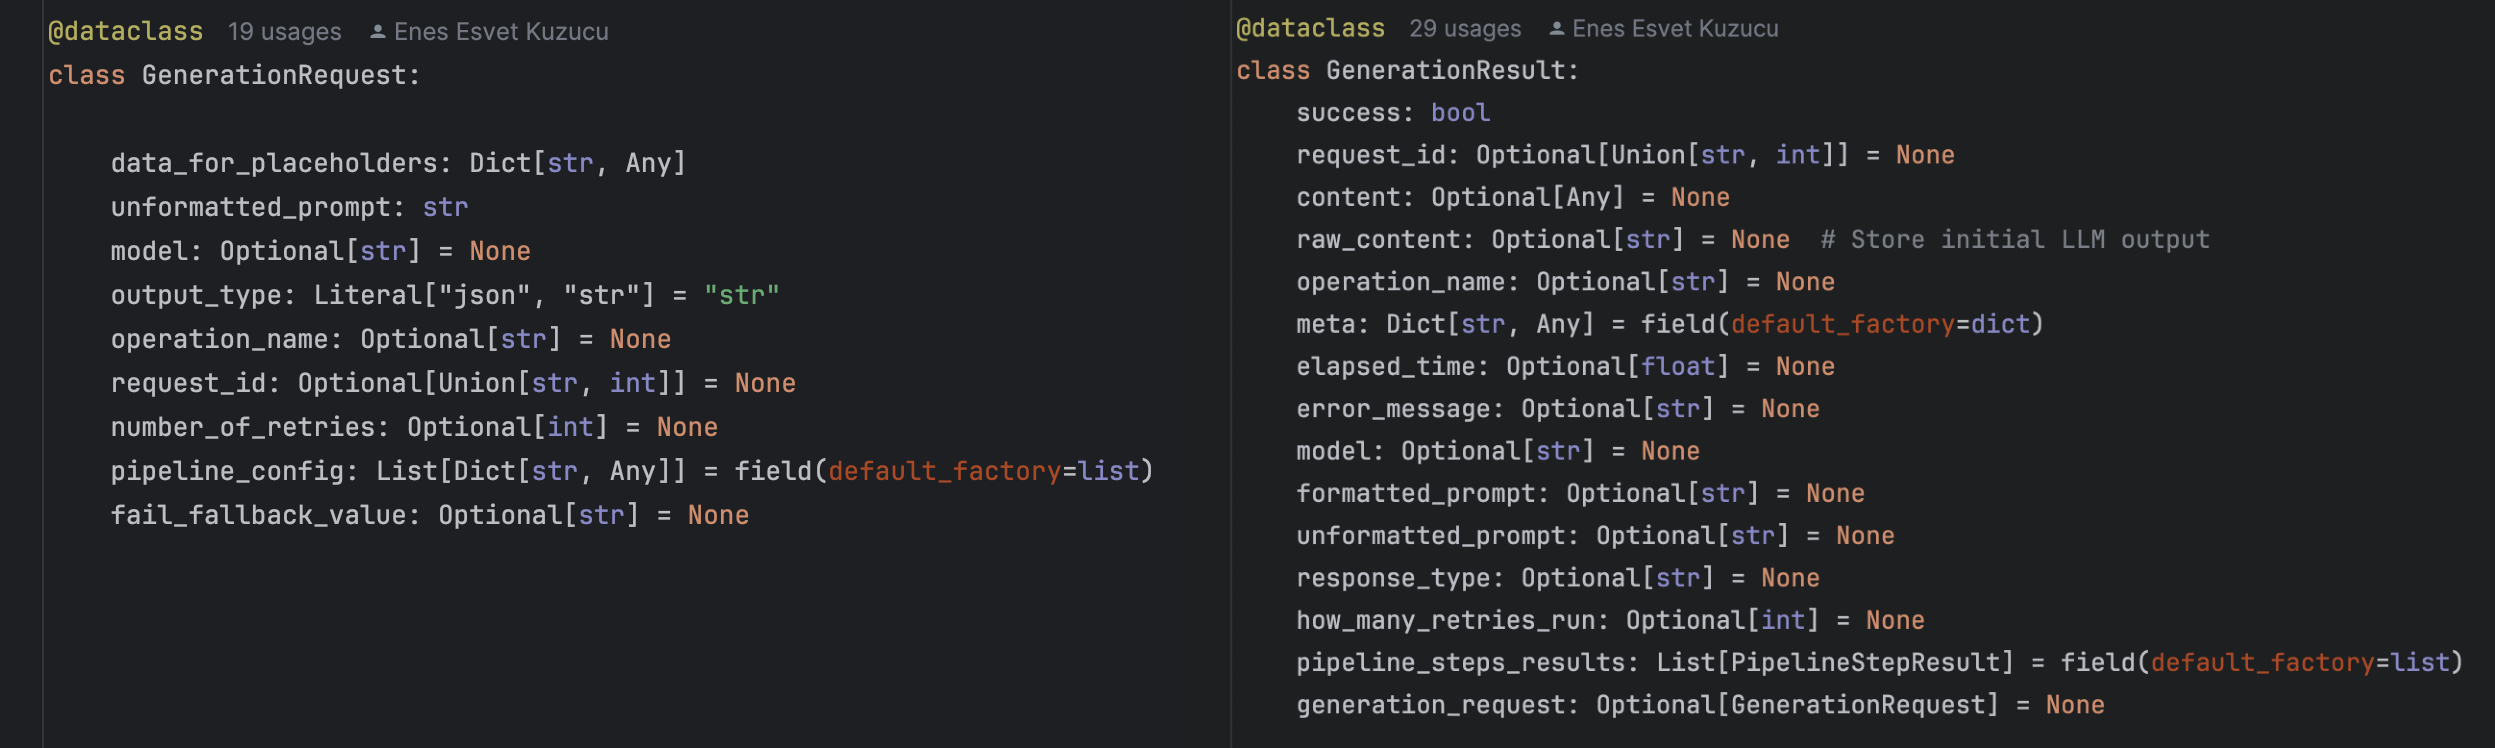 @dataclass 19 usages Enes Esvet Kuzucu
class GenerationRequest:
data_for_placeholders: Dict[str, Any]
unformatted_prompt: str
model: Optional[str] = None
output_type: Literal["json", "str"] = "str"
operation_name: Optional[str] = None
request_id: Optional[Union[str, int]] = None
number_of_retries: Optional[int] = None
pipeline_config: List[Dict[str, Any]] = field(default_factory=list)
fail_fallback_value: Optional[str] = None
@dataclass 29 usages Enes Esvet Kuzucu
class GenerationResult:
success: bool
request_id: Optional[Union[str, int]] = None
content: Optional[Any] = None
raw_content: Optional[str] = None # Store initial LLM output
operation_name: Optional[str] = None
meta: Dict[str, Any] = field(default_factory=dict)
elapsed_time: Optional[float] = None
error_message: Optional[str] = None
model: Optional[str] = None
formatted_prompt: Optional[str] = None
unformatted_prompt: Optional[str] = None
response_type: Optional[str] = None
how_many_retries_run: Optional[int] = None
pipeline_steps_results: List[PipelineStepResult] = field(default_factory=list)
generation_request: Optional[GenerationRequest] = None